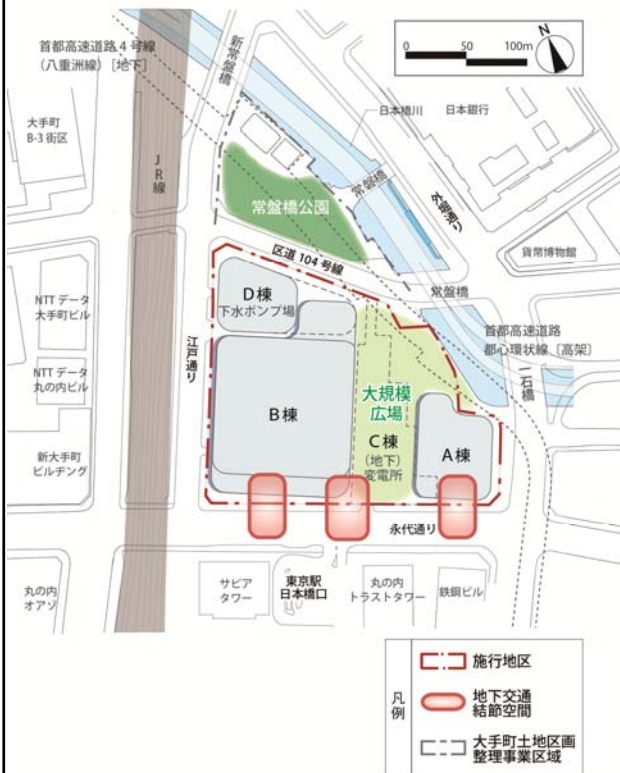 0 50 100m
N
首都高速道路4号線
(八重洲線)[地下]
新常盤橋
大手町
B-3街区
日本橋川
日本銀行
JR線
常盤橋
外堀通り
常盤橋公園
貨幣博物館
区道104号線
常盤橋
NTTデータ
大手町ビル
D棟
下水ポンプ場
首都高速道路
都心環状線[高架]
江戸通り
一石橋
NTTデータ
丸の内ビル
大規模
広場
B棟
新大手町
ビルヂング
C棟
(地下)
変電所
A棟
永代通り
丸の内
オアゾ
サピア
タワー
東京駅
日本橋口
丸の内
トラストタワー
鉄鋼ビル
凡例
施行地区
地下交通
結節空間
大手町土地区画
整理事業区域